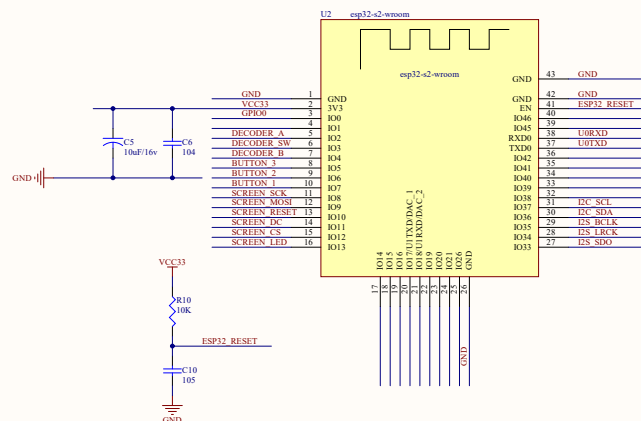 U2
esp32-s2-wroom
esp32-s2-wroom
GND 1 GND
VCC33 2 3V3
GPIO0 3 IO0
4 IO1
DECODER_A 5 IO2
DECODER_SW 6 IO3
DECODER_B 7 IO4
BUTTON_3 8 IO5
BUTTON_2 9 IO6
BUTTON_1 10 IO7
SCREEN_SCK 11 IO8
SCREEN_MOSI 12 IO9
SCREEN_RESET 13 IO10
SCREEN_DC 14 IO11
SCREEN_CS 15 IO12
SCREEN_LED 16 IO13
GND 43 GND
GND 42 GND
EN 41 ESP32_RESET
IO46 40
IO45 39
RXD0 38 U0RXD
TXD0 37 U0TXD
IO42 36
IO41 35
IO40 34
IO39 33
IO38 32
IO37 31 I2C_SCL
IO36 30 I2C_SDA
IO35 29 I2S_BCLK
IO34 28 I2S_LRCK
IO33 27 I2S_SDO
IO14 17
IO15 18
IO16 19
IO17/U1TXD/DAC_1 20
IO18/U1RXD/DAC_2 21
IO19 22
IO20 23
IO21 24
IO26 25
GND 26 GND
C5
10uF/16v
C6
104
GND
VCC33
R10
10K
ESP32_RESET
C10
105
GND